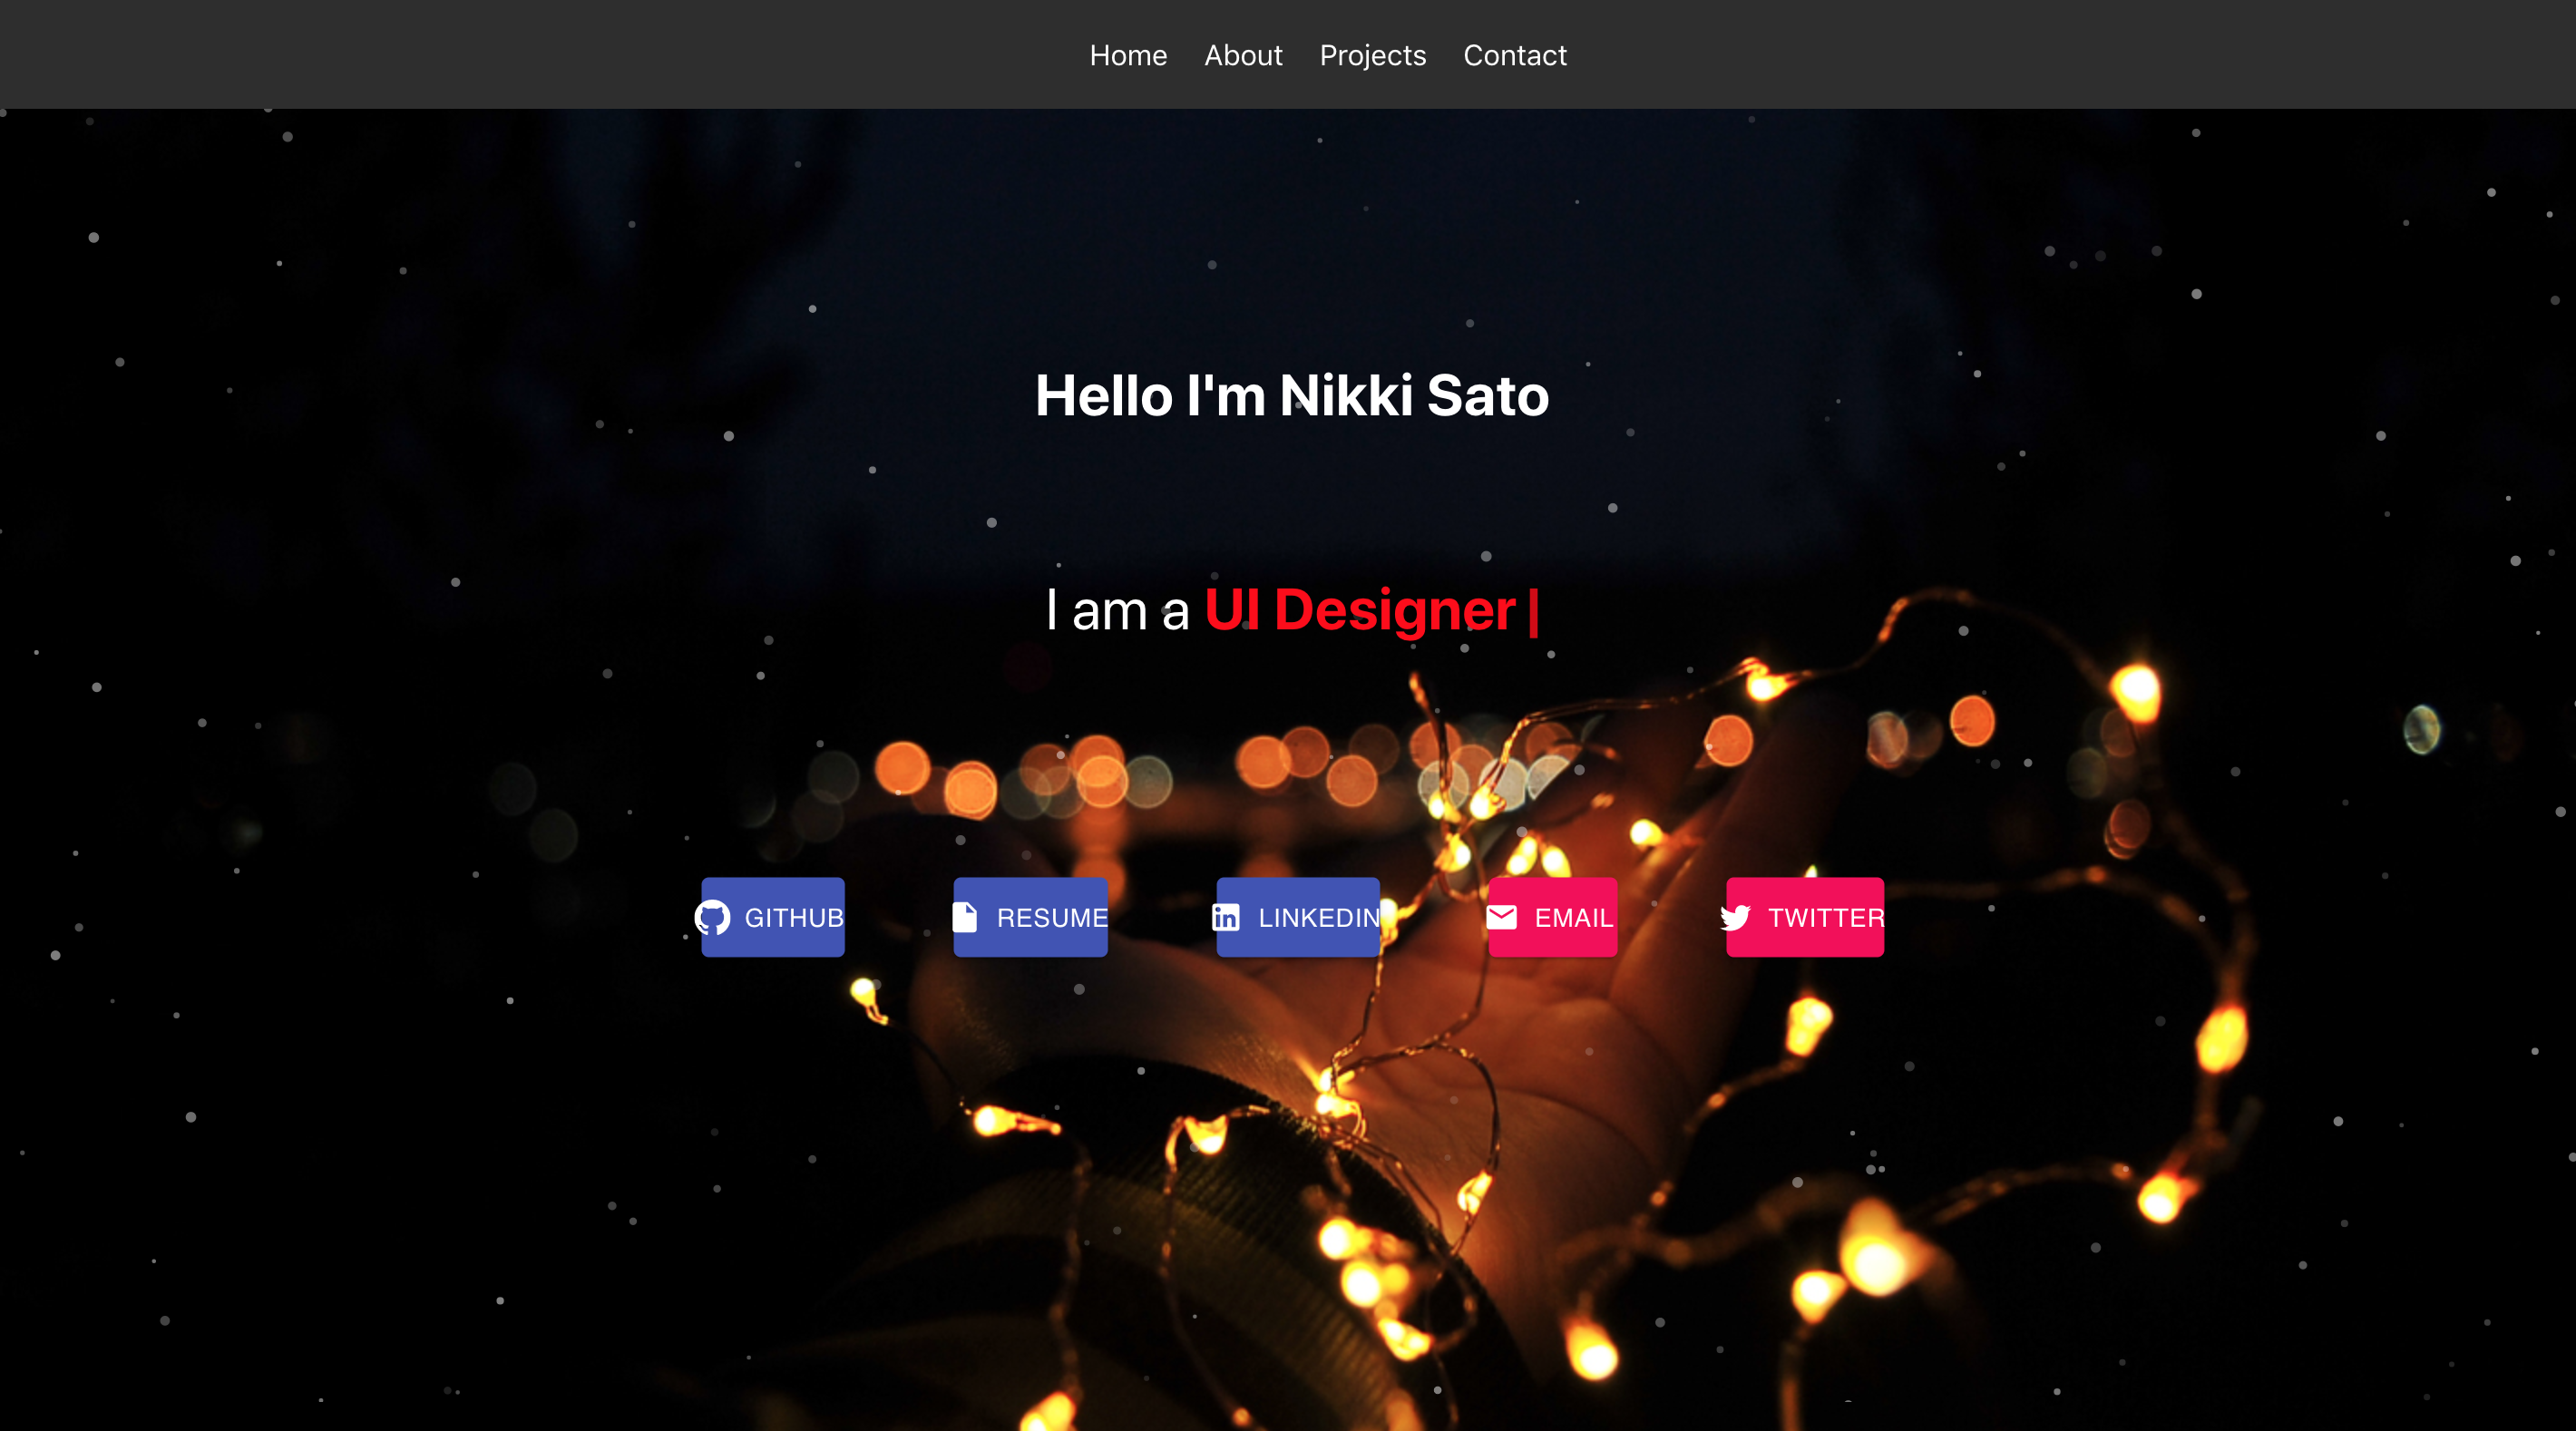 Home About Projects Contact
Hello I'm Nikki Sato
I am a UI Designer|
GITHUB RESUME LINKEDIN EMAIL TWITTER